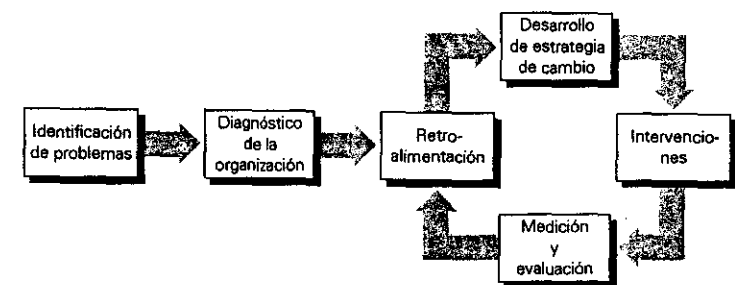 Identificación
de problemas
Diagnóstico
de la
organización
Retro-
alimentación
Desarrollo
de estrategia
de cambio
Intervencio-
nes
Medición
y
evaluación